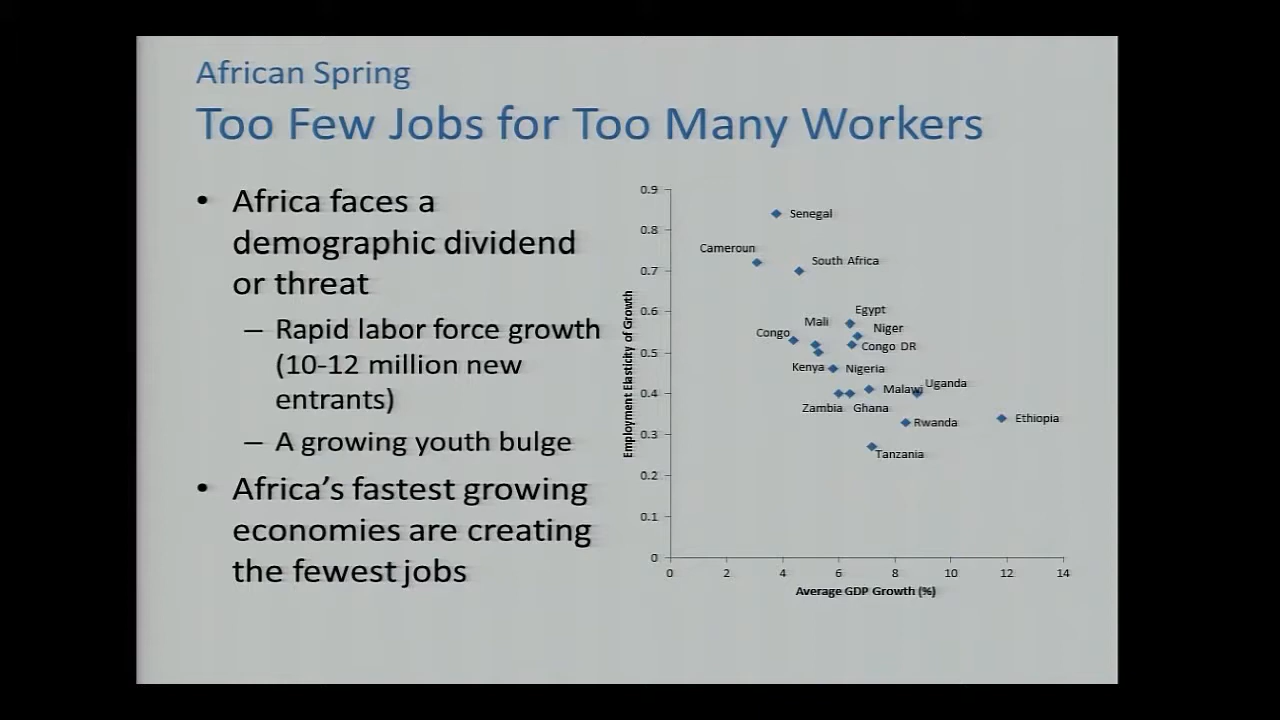 African Spring
Too Few Jobs for Too Many Workers
• Africa faces a
demographic dividend
or threat
– Rapid labor force growth
(10-12 million new
entrants)
– A growing youth bulge
• Africa's fastest growing
economies are creating
the fewest jobs
Employment Elasticity of Growth
0.9
0.8
0.7
0.6
0.5
0.4
0.3
0.2
0.1
0
Senegal
Cameroun
South Africa
Egypt
Mali
Niger
Congo
Congo DR
Kenya
Nigeria
Uganda
Malawi
Zambia
Ghana
Ethiopia
Rwanda
Tanzania
0 2 4 6 8 10 12 14
Average GDP Growth (%)